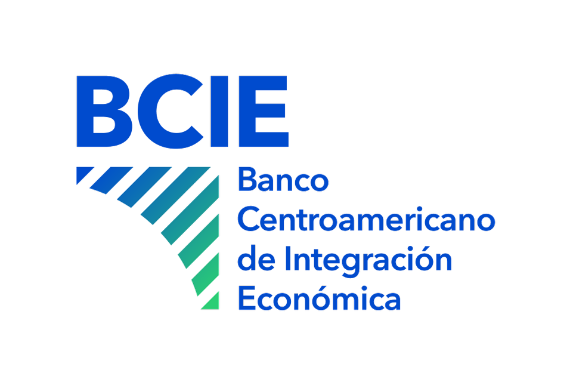 BCIE
Banco
Centroamericano
de Integración
Económica